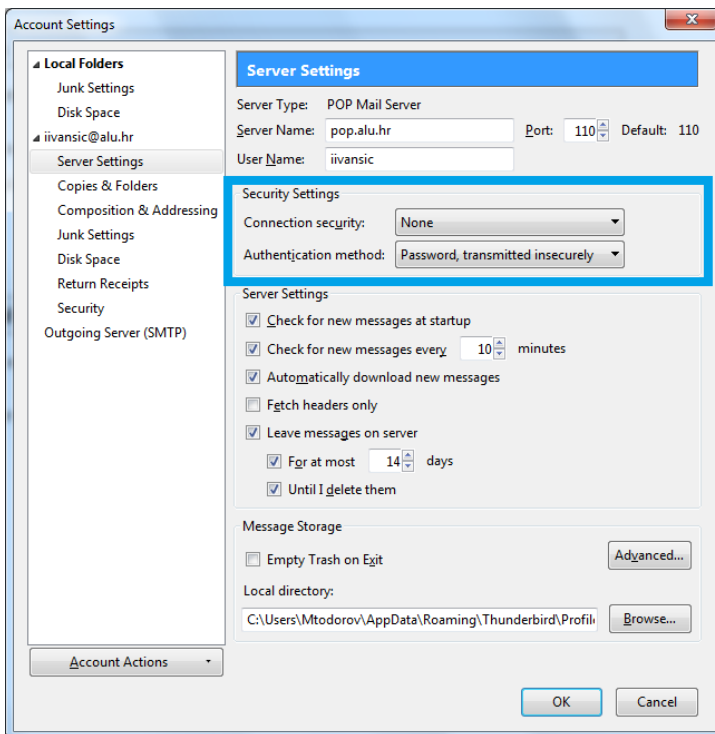 Account Settings
Local Folders
Junk Settings
Disk Space
iivansic@alu.hr
Server Settings
Copies & Folders
Composition & Addressing
Junk Settings
Disk Space
Return Receipts
Security
Outgoing Server (SMTP)
Account Actions
Server Settings
Server Type: POP Mail Server
Server Name: pop.alu.hr Port: 110 Default: 110
User Name: iivansic
Security Settings
Connection security: None
Authentication method: Password, transmitted insecurely
Server Settings
Check for new messages at startup
Check for new messages every 10 minutes
Automatically download new messages
Fetch headers only
Leave messages on server
For at most 14 days
Until I delete them
Message Storage
Empty Trash on Exit Advanced...
Local directory:
C:\Users\Mtodorov\AppData\Roaming\Thunderbird\Profil Browse...
OK Cancel